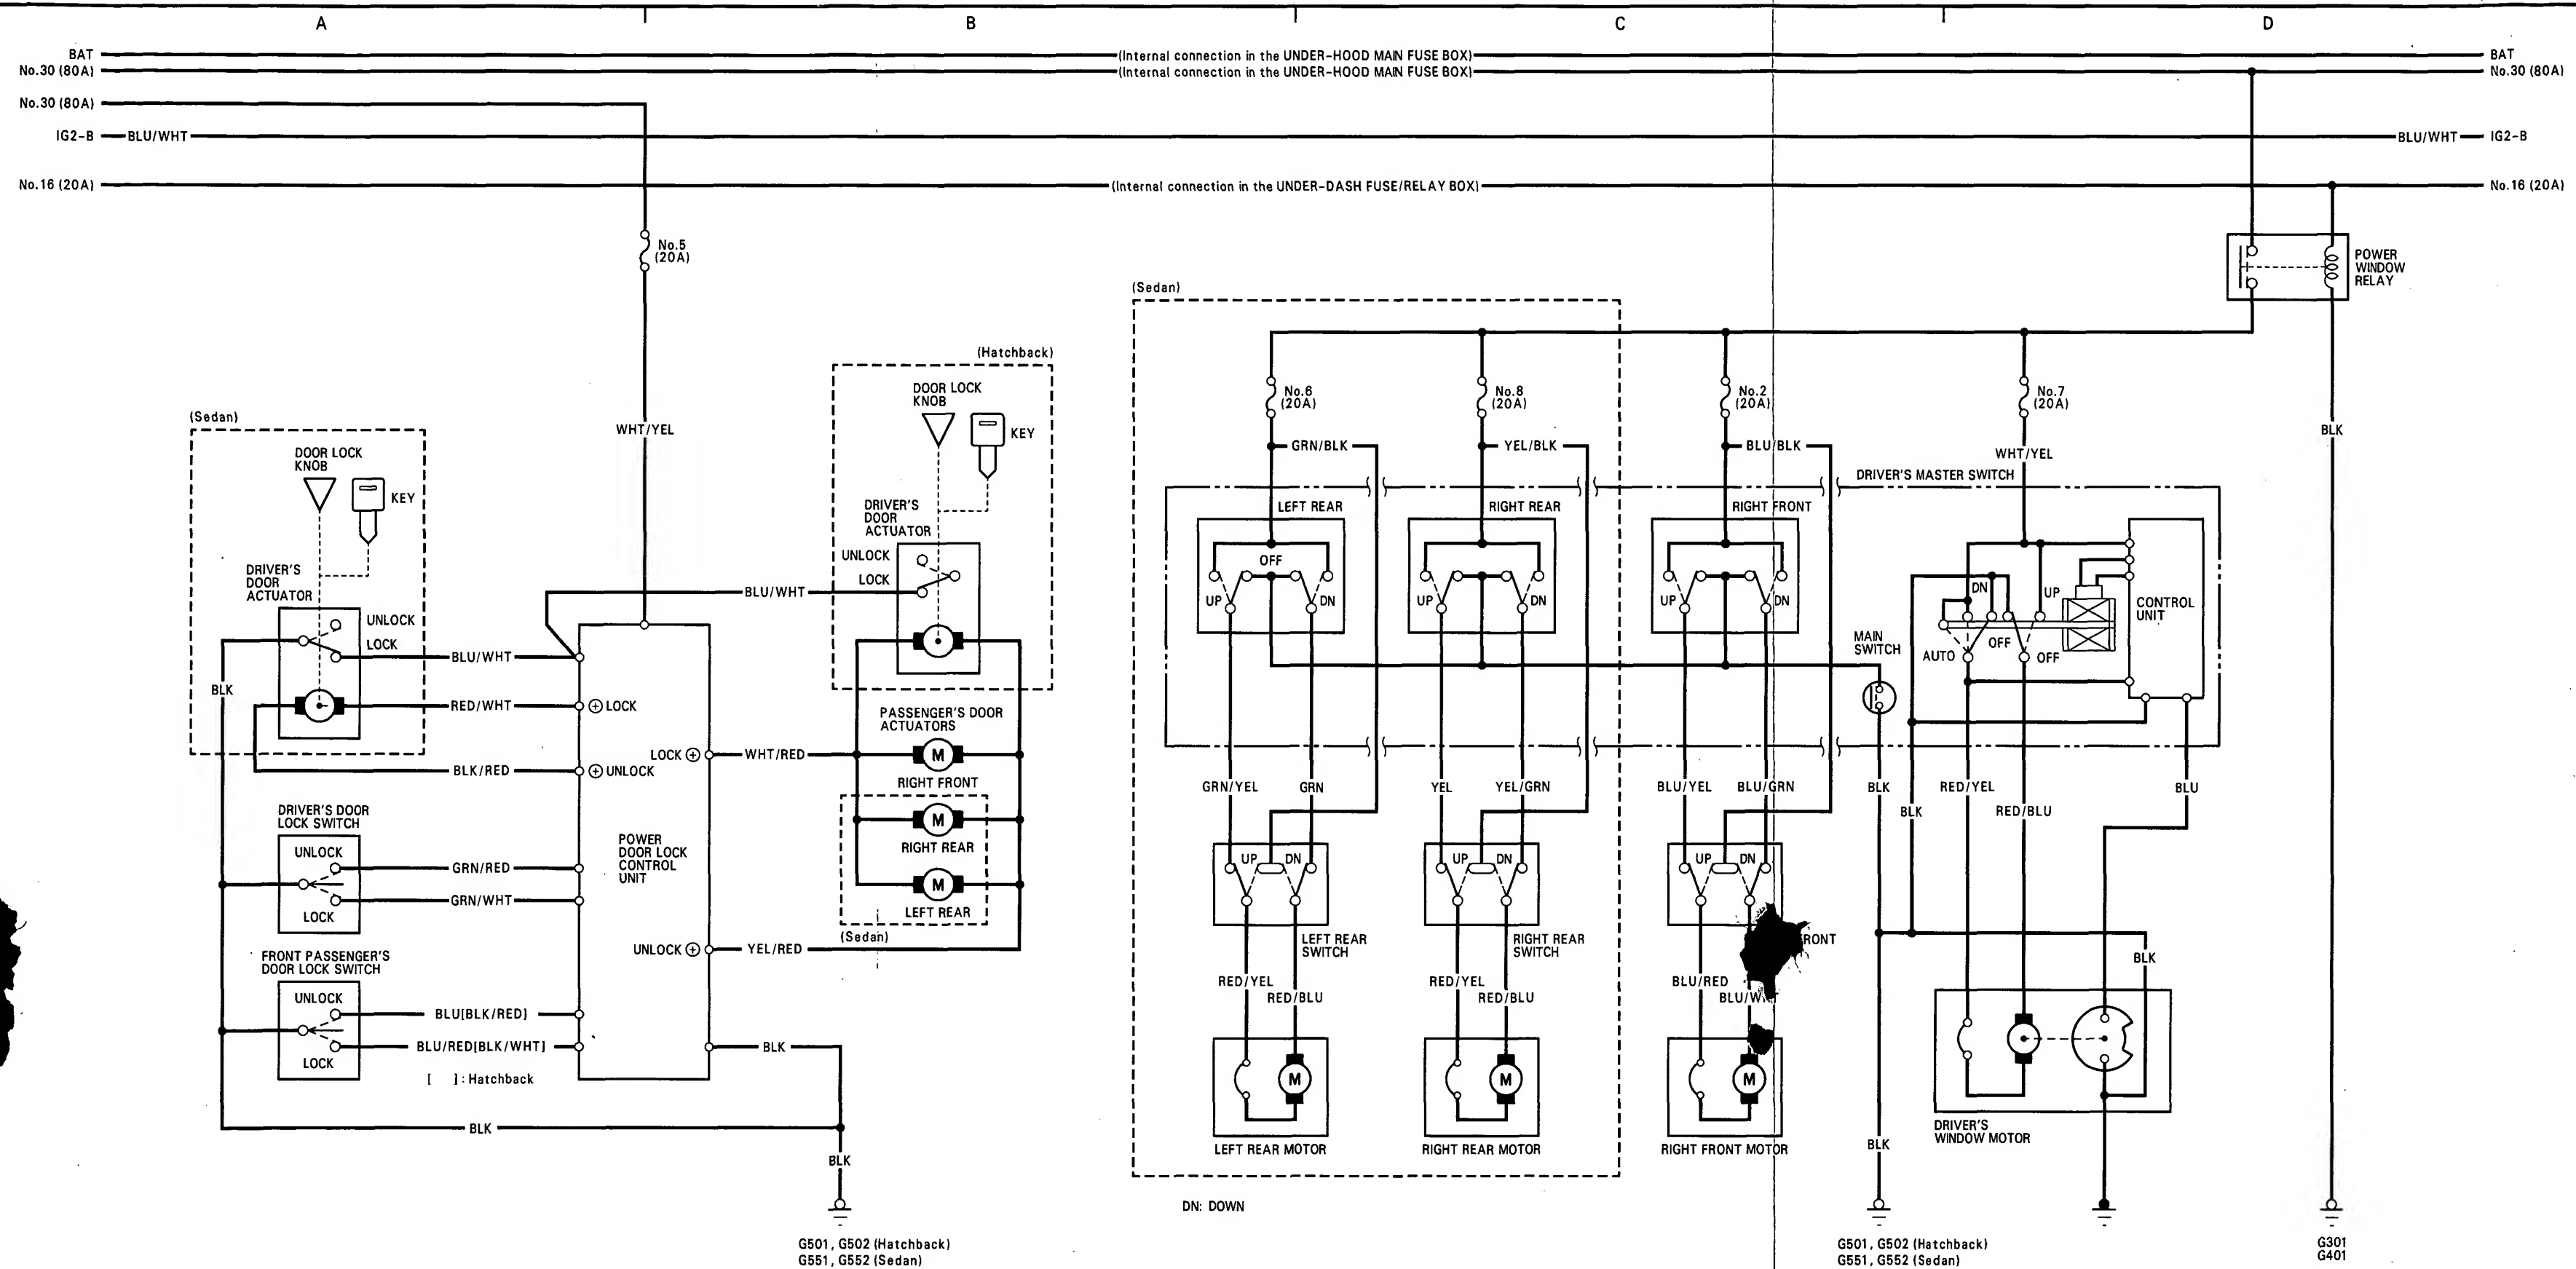 A
B
C
D
BAT
(Internal connection in the UNDER-HOOD MAIN FUSE BOX)
BAT
No.30 (80A)
(Internal connection in the UNDER-HOOD MAIN FUSE BOX)
No.30 (80A)
No.30 (80A)
IG2-B
BLU/WHT
BLU/WHT
IG2-B
No.16 (20A)
(Internal connection in the UNDER-DASH FUSE/RELAY BOX)
No.16 (20A)
No.5
(20A)
WHT/YEL
(Sedan)
DOOR LOCK
KNOB
KEY
DRIVER'S
DOOR
ACTUATOR
UNLOCK
LOCK
BLK
BLU/WHT
RED/WHT
BLK/RED
DRIVER'S DOOR
LOCK SWITCH
UNLOCK
LOCK
GRN/RED
GRN/WHT
FRONT PASSENGER'S
DOOR LOCK SWITCH
UNLOCK
LOCK
BLU[BLK/RED]
BLU/RED[BLK/WHT]
[ ]: Hatchback
BLK
⊕ LOCK
⊕ UNLOCK
LOCK ⊕
POWER
DOOR LOCK
CONTROL
UNIT
UNLOCK ⊕
(Hatchback)
DOOR LOCK
KNOB
KEY
DRIVER'S
DOOR
ACTUATOR
UNLOCK
LOCK
BLU/WHT
PASSENGER'S DOOR
ACTUATORS
WHT/RED
M
RIGHT FRONT
M
RIGHT REAR
M
LEFT REAR
(Sedan)
YEL/RED
BLK
BLK
G501, G502 (Hatchback)
G551, G552 (Sedan)
(Sedan)
No.6
(20A)
No.8
(20A)
No.2
(20A)
No.7
(20A)
POWER
WINDOW
RELAY
BLK
GRN/BLK
YEL/BLK
BLU/BLK
WHT/YEL
DRIVER'S MASTER SWITCH
LEFT REAR
RIGHT REAR
RIGHT FRONT
OFF
UP
DN
UP
DN
UP
DN
MAIN
SWITCH
DN
UP
OFF
AUTO
OFF
CONTROL
UNIT
GRN/YEL
GRN
YEL
YEL/GRN
BLU/YEL
BLU/GRN
BLK
BLK
RED/YEL
RED/BLU
BLU
UP
DN
UP
DN
UP
DN
LEFT REAR
SWITCH
RIGHT REAR
SWITCH
RED/YEL
RED/BLU
RED/YEL
RED/BLU
BLU/RED
BLK
M
M
M
LEFT REAR MOTOR
RIGHT REAR MOTOR
RIGHT FRONT MOTOR
DRIVER'S
WINDOW MOTOR
BLK
DN: DOWN
G501, G502 (Hatchback)
G551, G552 (Sedan)
G301
G401